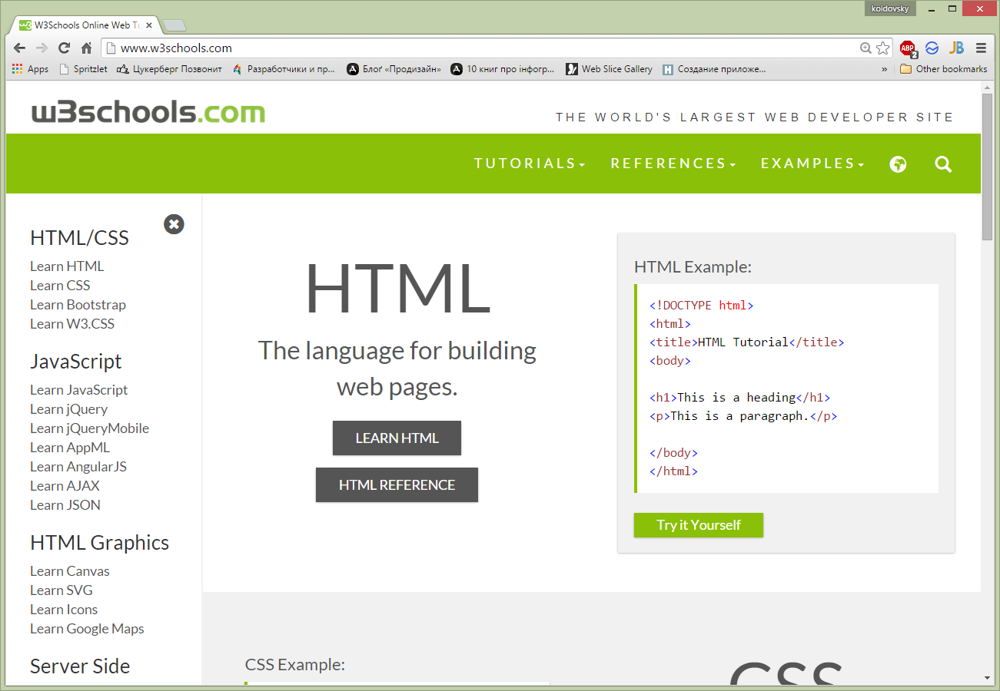 koldovsky
W3Schools Online Web Tu
www.w3schools.com
ABP 2 JB
Apps Spritzlet Цукерберг Позвонит Разработчики и пр... Блоґ «Продизайн» 10 книг про інфогр... Web Slice Gallery Создание приложе... » Other bookmarks
w3schools.com
THE WORLD'S LARGEST WEB DEVELOPER SITE
TUTORIALS REFERENCES EXAMPLES
HTML/CSS
Learn HTML
Learn CSS
Learn Bootstrap
Learn W3.CSS
JavaScript
Learn JavaScript
Learn jQuery
Learn jQueryMobile
Learn AppML
Learn AngularJS
Learn AJAX
Learn JSON
HTML Graphics
Learn Canvas
Learn SVG
Learn Icons
Learn Google Maps
Server Side
HTML
The language for building
web pages.
LEARN HTML
HTML REFERENCE
HTML Example:
<!DOCTYPE html>
<html>
<title>HTML Tutorial</title>
<body>
<h1>This is a heading</h1>
<p>This is a paragraph.</p>
</body>
</html>
Try it Yourself
CSS Example:
CSS